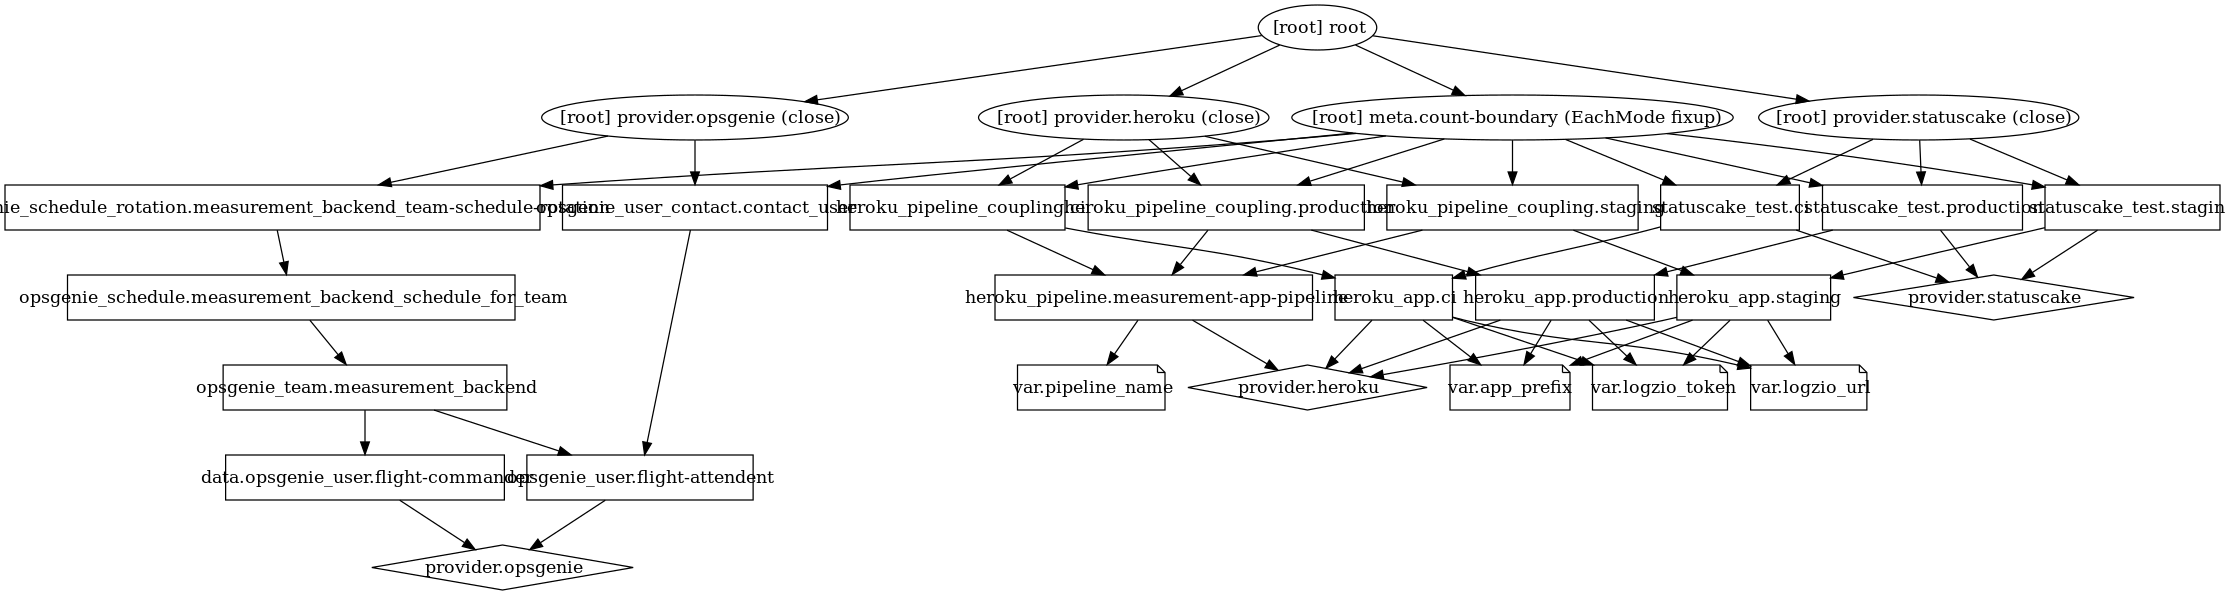 [root] root
[root] provider.opsgenie (close)
[root] provider.heroku (close)
[root] meta.count-boundary (EachMode fixup)
[root] provider.statuscake (close)
nie_schedule_rotation.measurement_backend_team-schedule-rotation
opsgenie_user_contact.contact_user
heroku_pipeline_coupling.ci
heroku_pipeline_coupling.production
heroku_pipeline_coupling.staging
statuscake_test.ci
statuscake_test.production
statuscake_test.stagin
opsgenie_schedule.measurement_backend_schedule_for_team
heroku_pipeline.measurement-app-pipeline
heroku_app.ci
heroku_app.production
heroku_app.staging
provider.statuscake
opsgenie_team.measurement_backend
var.pipeline_name
provider.heroku
var.app_prefix
var.logzio_token
var.logzio_url
data.opsgenie_user.flight-commander
opsgenie_user.flight-attendent
provider.opsgenie